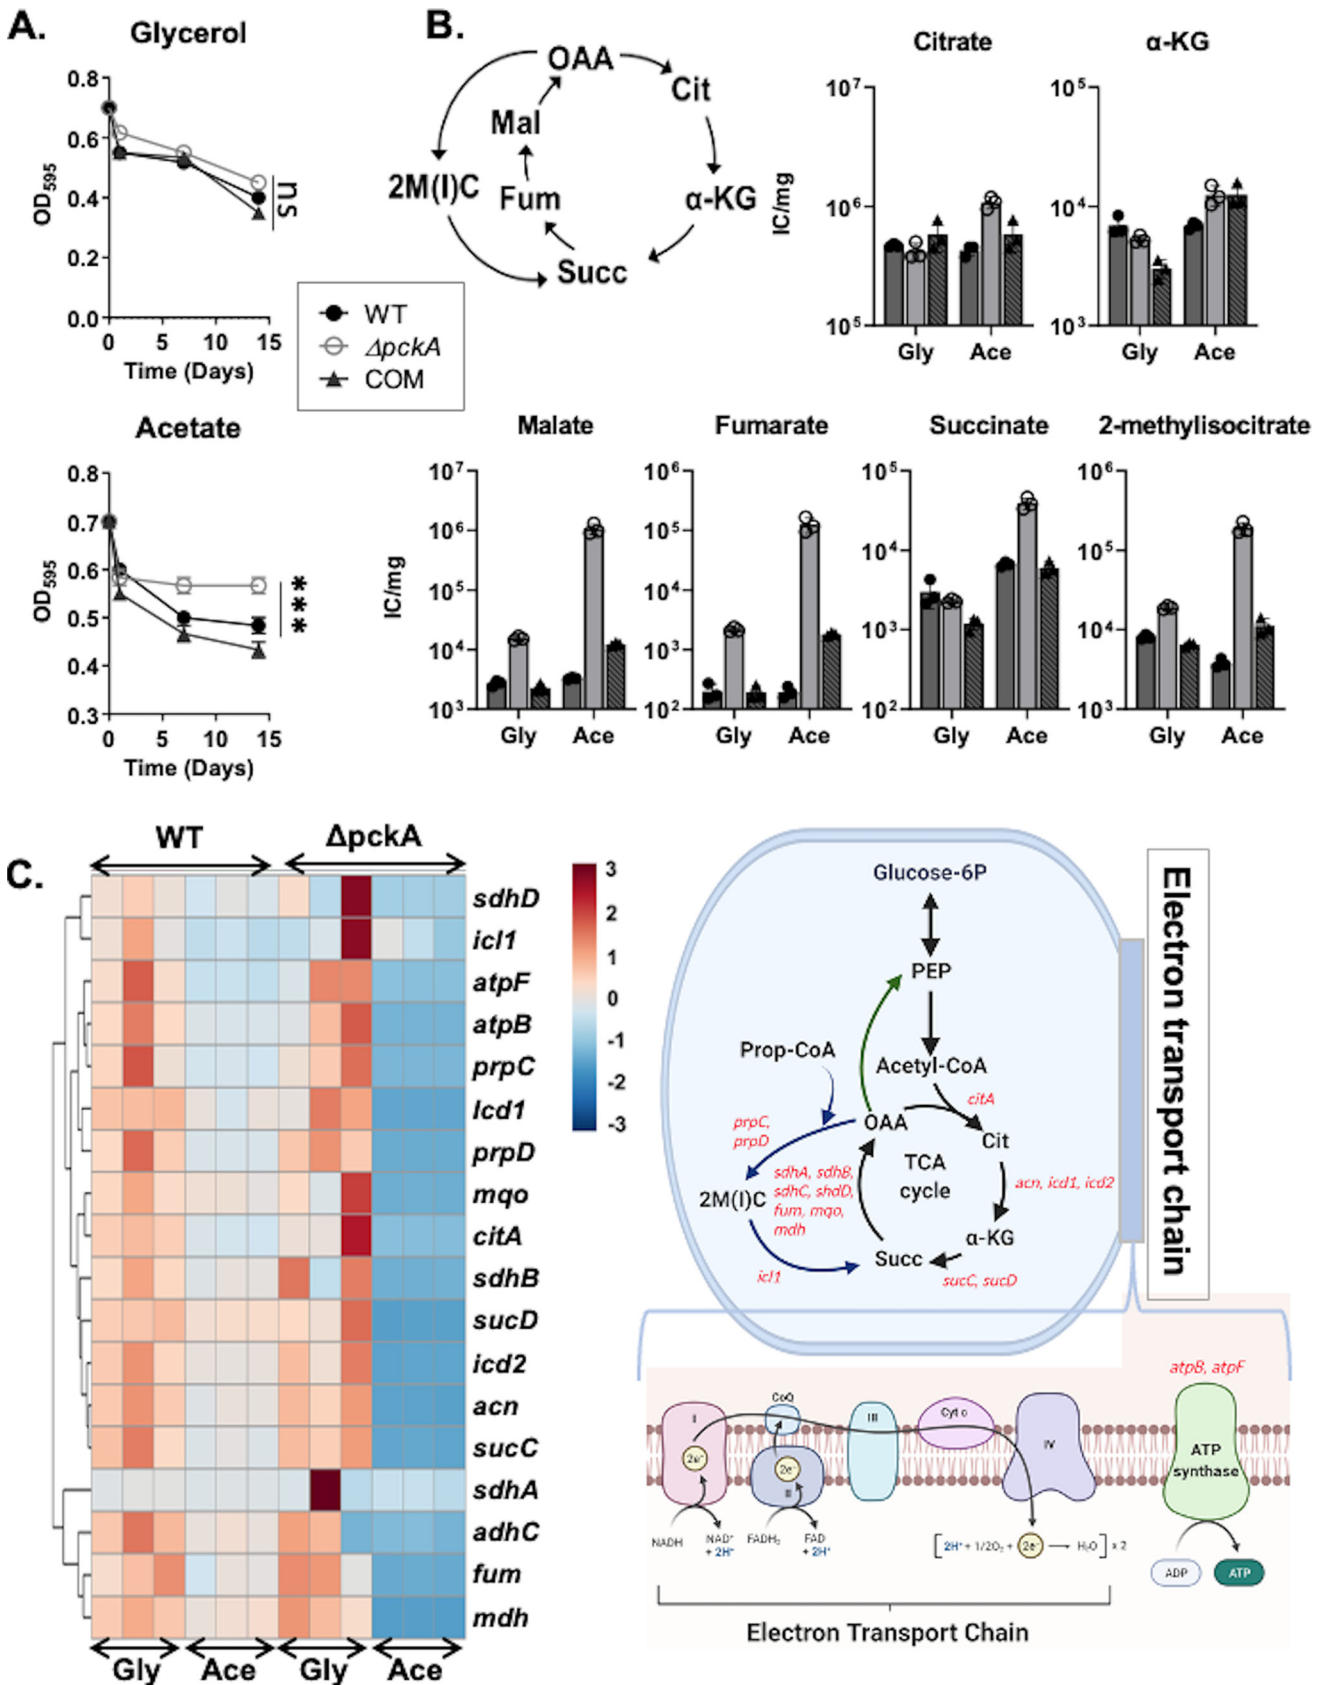 A.
Glycerol
0.8
0.6
0.4
0.2
0.0
OD595
ns
0 5 10 15
Time (Days)
WT
ΔpckA
COM
Acetate
0.8
0.7
0.6
0.5
0.4
0.3
OD595
***
0 5 10 15
Time (Days)
B.
OAA
Cit
Mal
2M(I)C
Fum
α-KG
Succ
Citrate
10^7
10^6
10^5
IC/mg
Gly Ace
α-KG
10^5
10^4
10^3
Gly Ace
Malate
10^7
10^6
10^5
10^4
10^3
IC/mg
Gly Ace
Fumarate
10^6
10^5
10^4
10^3
10^2
Gly Ace
Succinate
10^5
10^4
10^3
10^2
Gly Ace
2-methylisocitrate
10^6
10^5
10^4
10^3
Gly Ace
C.
WT ΔpckA
sdhD
icl1
atpF
atpB
prpC
Icd1
prpD
mqo
citA
sdhB
sucD
icd2
acn
sucC
sdhA
adhC
fum
mdh
Gly Ace Gly Ace
3
2
1
0
-1
-2
-3
Glucose-6P
PEP
Prop-CoA
Acetyl-CoA
citA
prpC,
prpD
OAA
Cit
TCA
cycle
sdhA, sdhB,
sdhC, shdD,
fum, mqo,
mdh
acn, icd1, icd2
2M(I)C
α-KG
Succ
icl1
sucC, sucD
Electron transport chain
atpB, atpF
I
CoQ
III
Cyt c
IV
2e-
2e-
II
ATP
synthase
NADH
NAD+
+ 2H+
FADH2
FAD
+ 2H+
[2H+ + 1/2O2 + 2e- → H2O] x 2
ADP
ATP
Electron Transport Chain